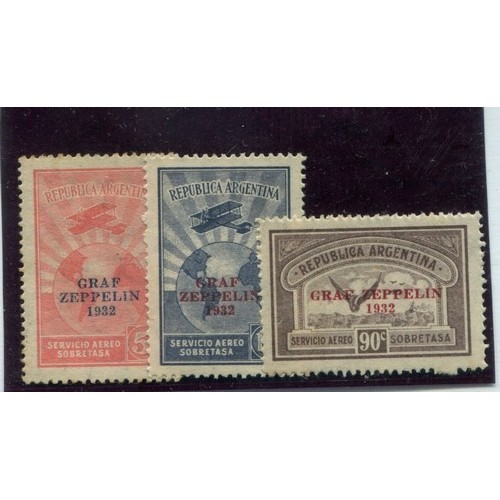 REPUBLICA ARGENTINA
GRAF
ZEPPELIN
1932
SERVICIO AEREO
SOBRETASA
5
REPUBLICA ARGENTINA
GRAF
ZEPPELIN
1932
SERVICIO AEREO
SOBRETASA
REPUBLICA ARGENTINA
GRAF ZEPPELIN
1932
SERVICIO AEREO 90c SOBRETASA